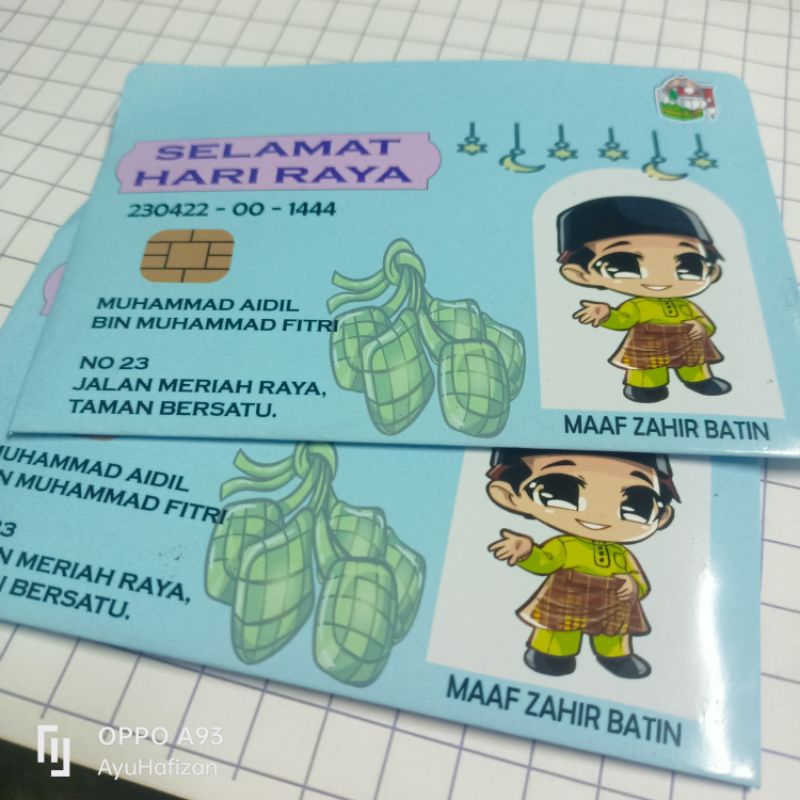 SELAMAT
HARI RAYA
230422 - 00 - 1444
MUHAMMAD AIDIL
BIN MUHAMMAD FITRI
NO 23
JALAN MERIAH RAYA,
TAMAN BERSATU.
MAAF ZAHIR BATIN
UHAMMAD AIDIL
N MUHAMMAD FITRI
23
N MERIAH RAYA,
BERSATU.
MAAF ZAHIR BATIN
OPPO A93
AyuHafizan